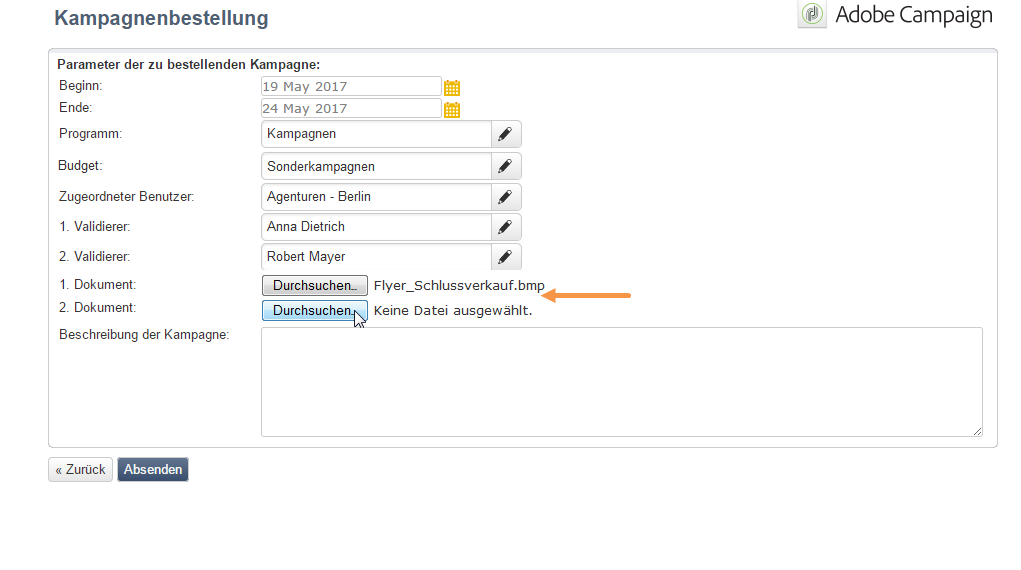 Kampagnenbestellung
Adobe Campaign
Parameter der zu bestellenden Kampagne:
Beginn: 19 May 2017
Ende: 24 May 2017
Programm: Kampagnen
Budget: Sonderkampagnen
Zugeordneter Benutzer: Agenturen - Berlin
1. Validierer: Anna Dietrich
2. Validierer: Robert Mayer
1. Dokument: Durchsuchen… Flyer_Schlussverkauf.bmp
2. Dokument: Durchsuchen… Keine Datei ausgewählt.
Beschreibung der Kampagne:
« Zurück Absenden